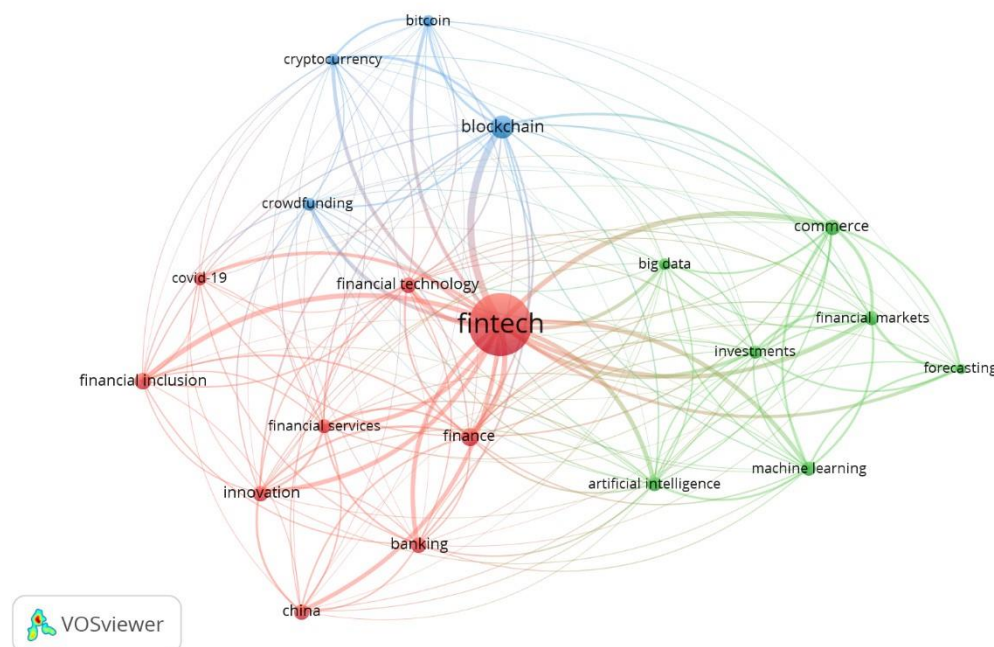 bitcoin
cryptocurrency
blockchain
crowdfunding
commerce
big data
covid-19
financial technology
fintech
financial markets
investments
forecasting
financial inclusion
financial services
finance
machine learning
artificial intelligence
innovation
banking
china
VOSviewer